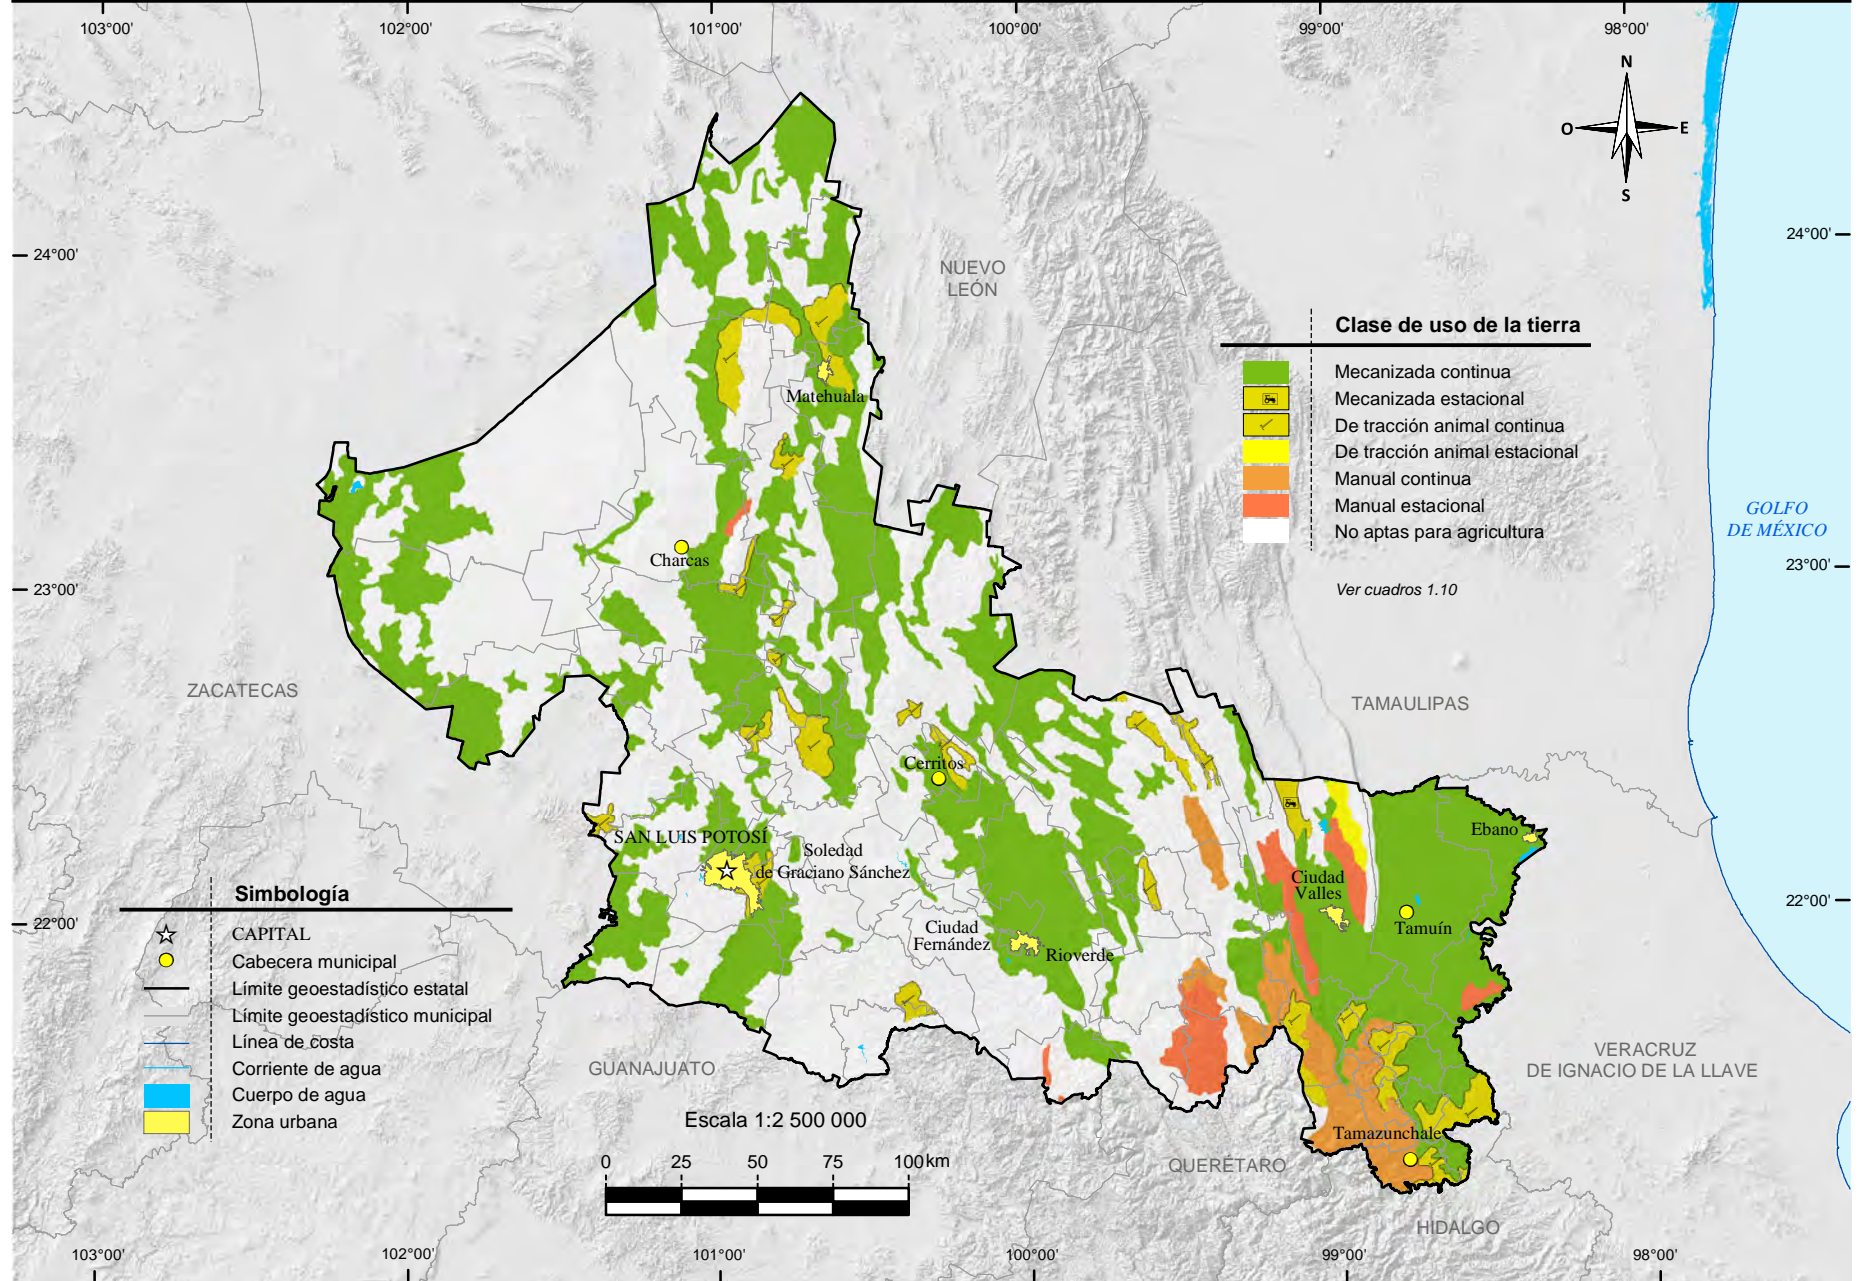 103°00'
102°00'
101°00'
100°00'
99°00'
98°00'
N
O
E
S
24°00'
24°00'
NUEVO
LEÓN
Clase de uso de la tierra
Mecanizada continua
Mecanizada estacional
De tracción animal continua
De tracción animal estacional
Manual continua
Manual estacional
No aptas para agricultura
Ver cuadros 1.10
Matehuala
GOLFO
DE MÉXICO
Charcas
23°00'
23°00'
ZACATECAS
TAMAULIPAS
Cerritos
SAN LUIS POTOSÍ
Soledad
de Graciano Sánchez
Ebano
Ciudad
Valles
Tamuín
Ciudad
Fernández
Rioverde
22°00'
22°00'
Simbología
CAPITAL
Cabecera municipal
Límite geoestadístico estatal
Límite geoestadístico municipal
Línea de costa
Corriente de agua
Cuerpo de agua
Zona urbana
GUANAJUATO
VERACRUZ
DE IGNACIO DE LA LLAVE
Escala 1:2 500 000
0 25 50 75 100 km
Tamazunchale
QUERÉTARO
HIDALGO
103°00'
102°00'
101°00'
100°00'
99°00'
98°00'